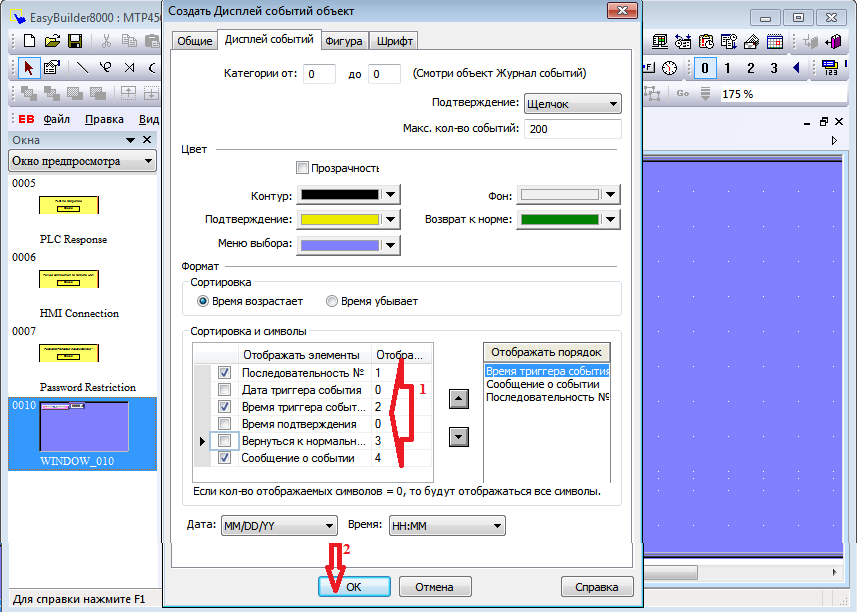 EasyBuilder8000 : MTP450
Создать Дисплей событий объект
Общие
Дисплей событий
Фигура
Шрифт
Категории от: 0 до 0 (Смотри объект Журнал событий)
Подтверждение: Щелчок
Макс. кол-во событий: 200
Цвет
Прозрачность
Контур:
Фон:
Подтверждение:
Возврат к норме:
Меню выбора:
Формат
Сортировка
Время возрастает
Время убывает
Сортировка и символы
Отображать элементы Отобра...
Последовательность № 1
Дата триггера события 0
Время триггера событ... 2
Время подтверждения 0
Вернуться к нормальн... 3
Сообщение о событии 4
1
Отображать порядок
Время триггера события
Сообщение о событии
Последовательность №
Если кол-во отображаемых символов = 0, то будут отображаться все символы.
Дата: MM/DD/YY Время: HH:MM
2
OK
Отмена
Справка
EB Файл Правка Вид
Окна
Окно предпросмотра
0005
PLC Response
0006
HMI Connection
0007
Password Restriction
0010
WINDOW_010
Для справки нажмите F1
0 1 2 3
123
Go
175 %